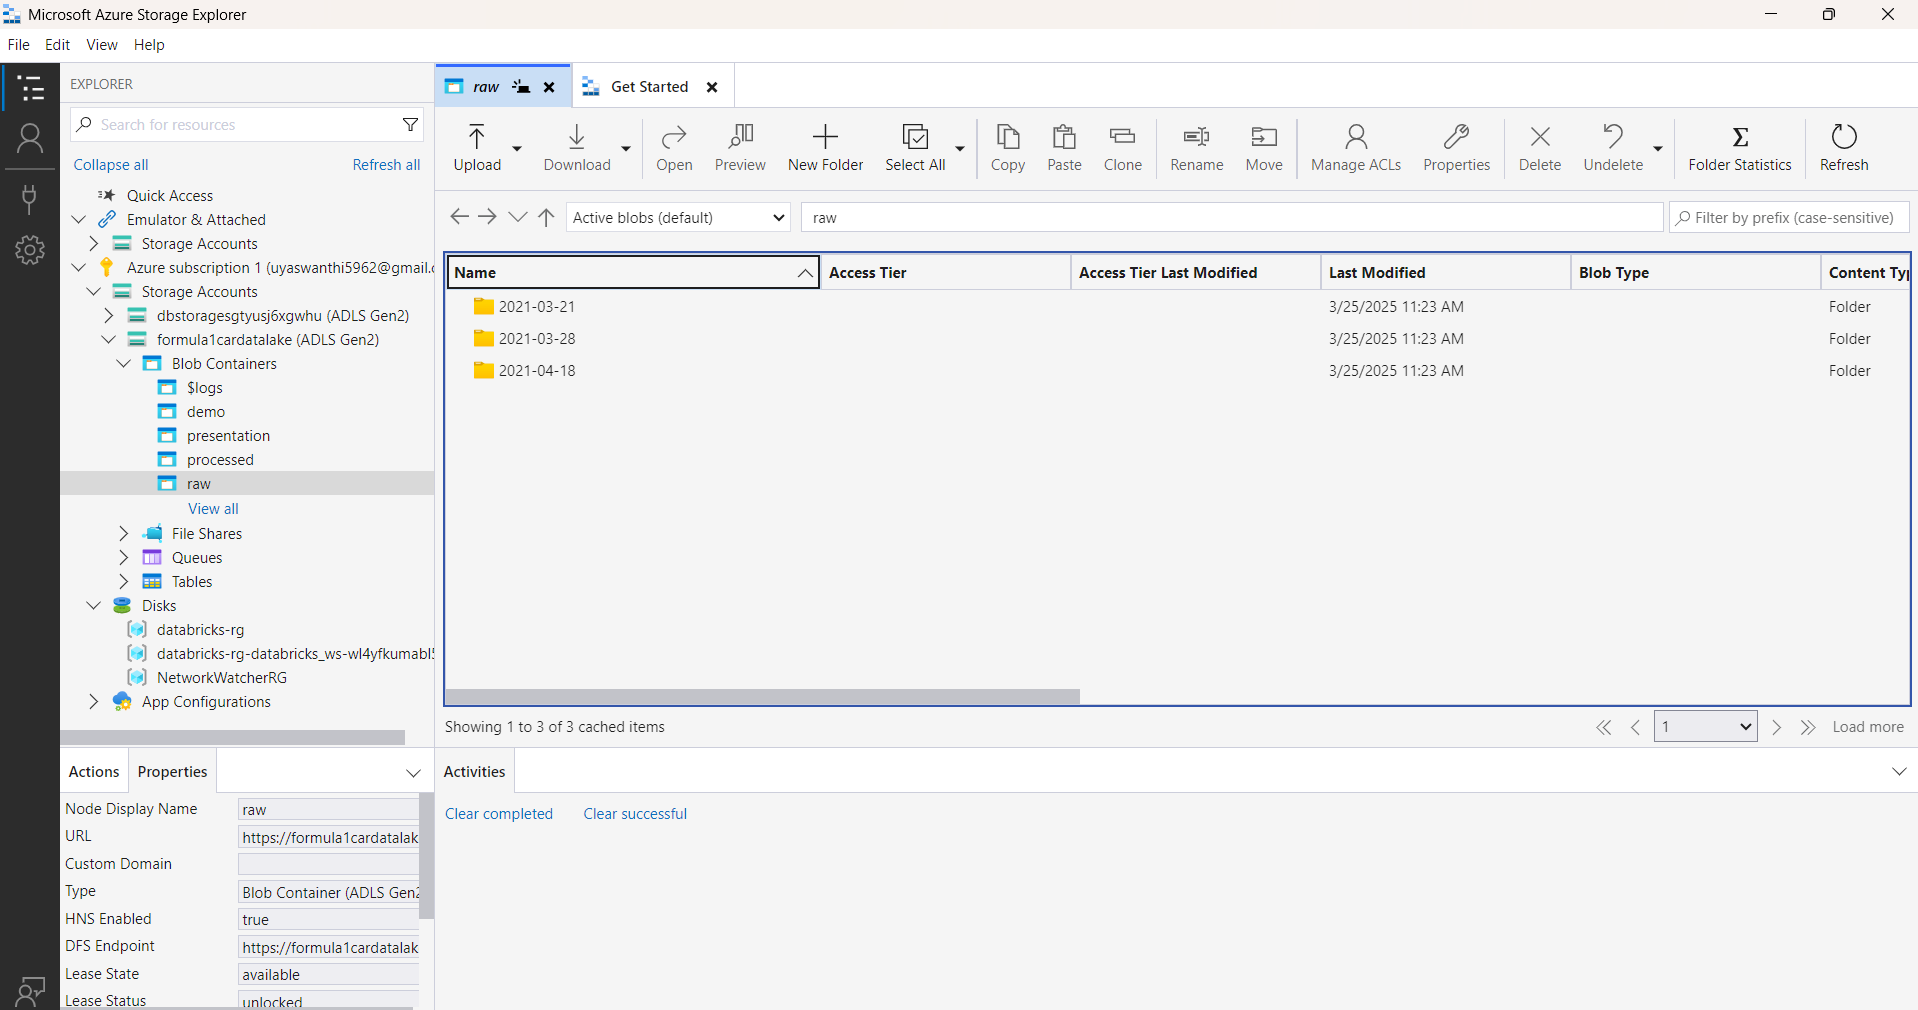 Microsoft Azure Storage Explorer
File Edit View Help
EXPLORER
Search for resources
Collapse all Refresh all
Quick Access
Emulator & Attached
Storage Accounts
Azure subscription 1 (uyaswanthi5962@gmail.c
Storage Accounts
dbstoragesgtyusj6xgwhu (ADLS Gen2)
formula1cardatalake (ADLS Gen2)
Blob Containers
$logs
demo
presentation
processed
raw
View all
File Shares
Queues
Tables
Disks
databricks-rg
databricks-rg-databricks_ws-wl4yfkumabl5
NetworkWatcherRG
App Configurations
Actions Properties
Node Display Name raw
URL https://formula1cardatalak
Custom Domain
Type Blob Container (ADLS Gen2
HNS Enabled true
DFS Endpoint https://formula1cardatalak
Lease State available
Lease Status unlocked
raw Get Started
Upload Download Open Preview New Folder Select All Copy Paste Clone Rename Move Manage ACLs Properties Delete Undelete Folder Statistics Refresh
Active blobs (default) raw Filter by prefix (case-sensitive)
Name Access Tier Access Tier Last Modified Last Modified Blob Type Content Typ
2021-03-21 3/25/2025 11:23 AM Folder
2021-03-28 3/25/2025 11:23 AM Folder
2021-04-18 3/25/2025 11:23 AM Folder
Showing 1 to 3 of 3 cached items 1 Load more
Activities
Clear completed Clear successful